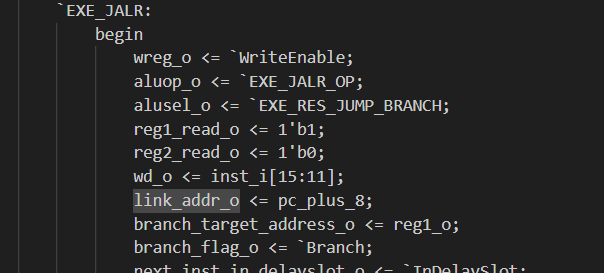 `EXE_JALR:
begin
wreg_o <= `WriteEnable;
aluop_o <= `EXE_JALR_OP;
alusel_o <= `EXE_RES_JUMP_BRANCH;
reg1_read_o <= 1'b1;
reg2_read_o <= 1'b0;
wd_o <= inst_i[15:11];
link_addr_o <= pc_plus_8;
branch_target_address_o <= reg1_o;
branch_flag_o <= `Branch;
next_inst_in_delayslot_o <= `InDelaySlot;